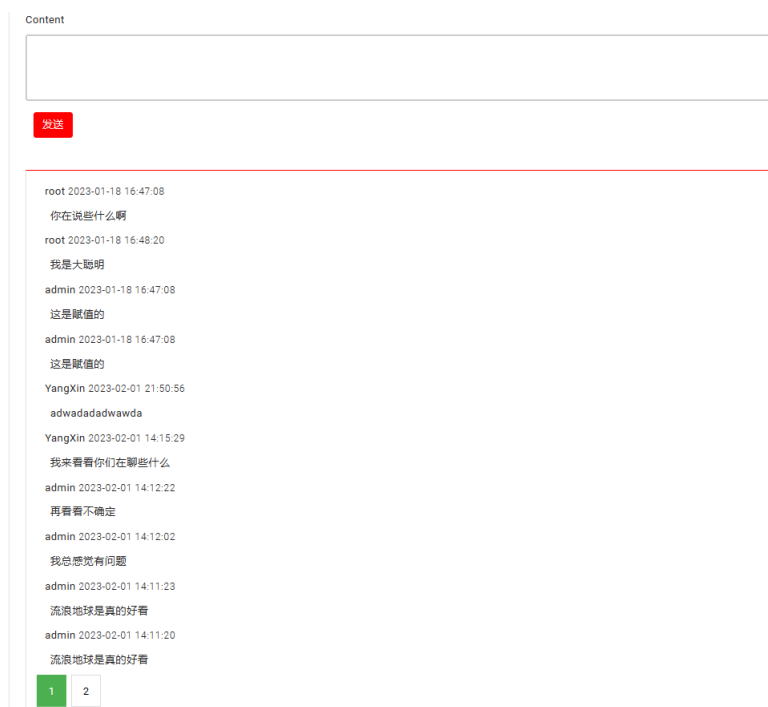 Content
发送
root 2023-01-18 16:47:08
你在说些什么啊
root 2023-01-18 16:48:20
我是大聪明
admin 2023-01-18 16:47:08
这是赋值的
admin 2023-01-18 16:47:08
这是赋值的
YangXin 2023-02-01 21:50:56
adwadadadwawda
YangXin 2023-02-01 14:15:29
我来看看你们在聊些什么
admin 2023-02-01 14:12:22
再看看不确定
admin 2023-02-01 14:12:02
我总感觉有问题
admin 2023-02-01 14:11:23
流浪地球是真的好看
admin 2023-02-01 14:11:20
流浪地球是真的好看
1 2